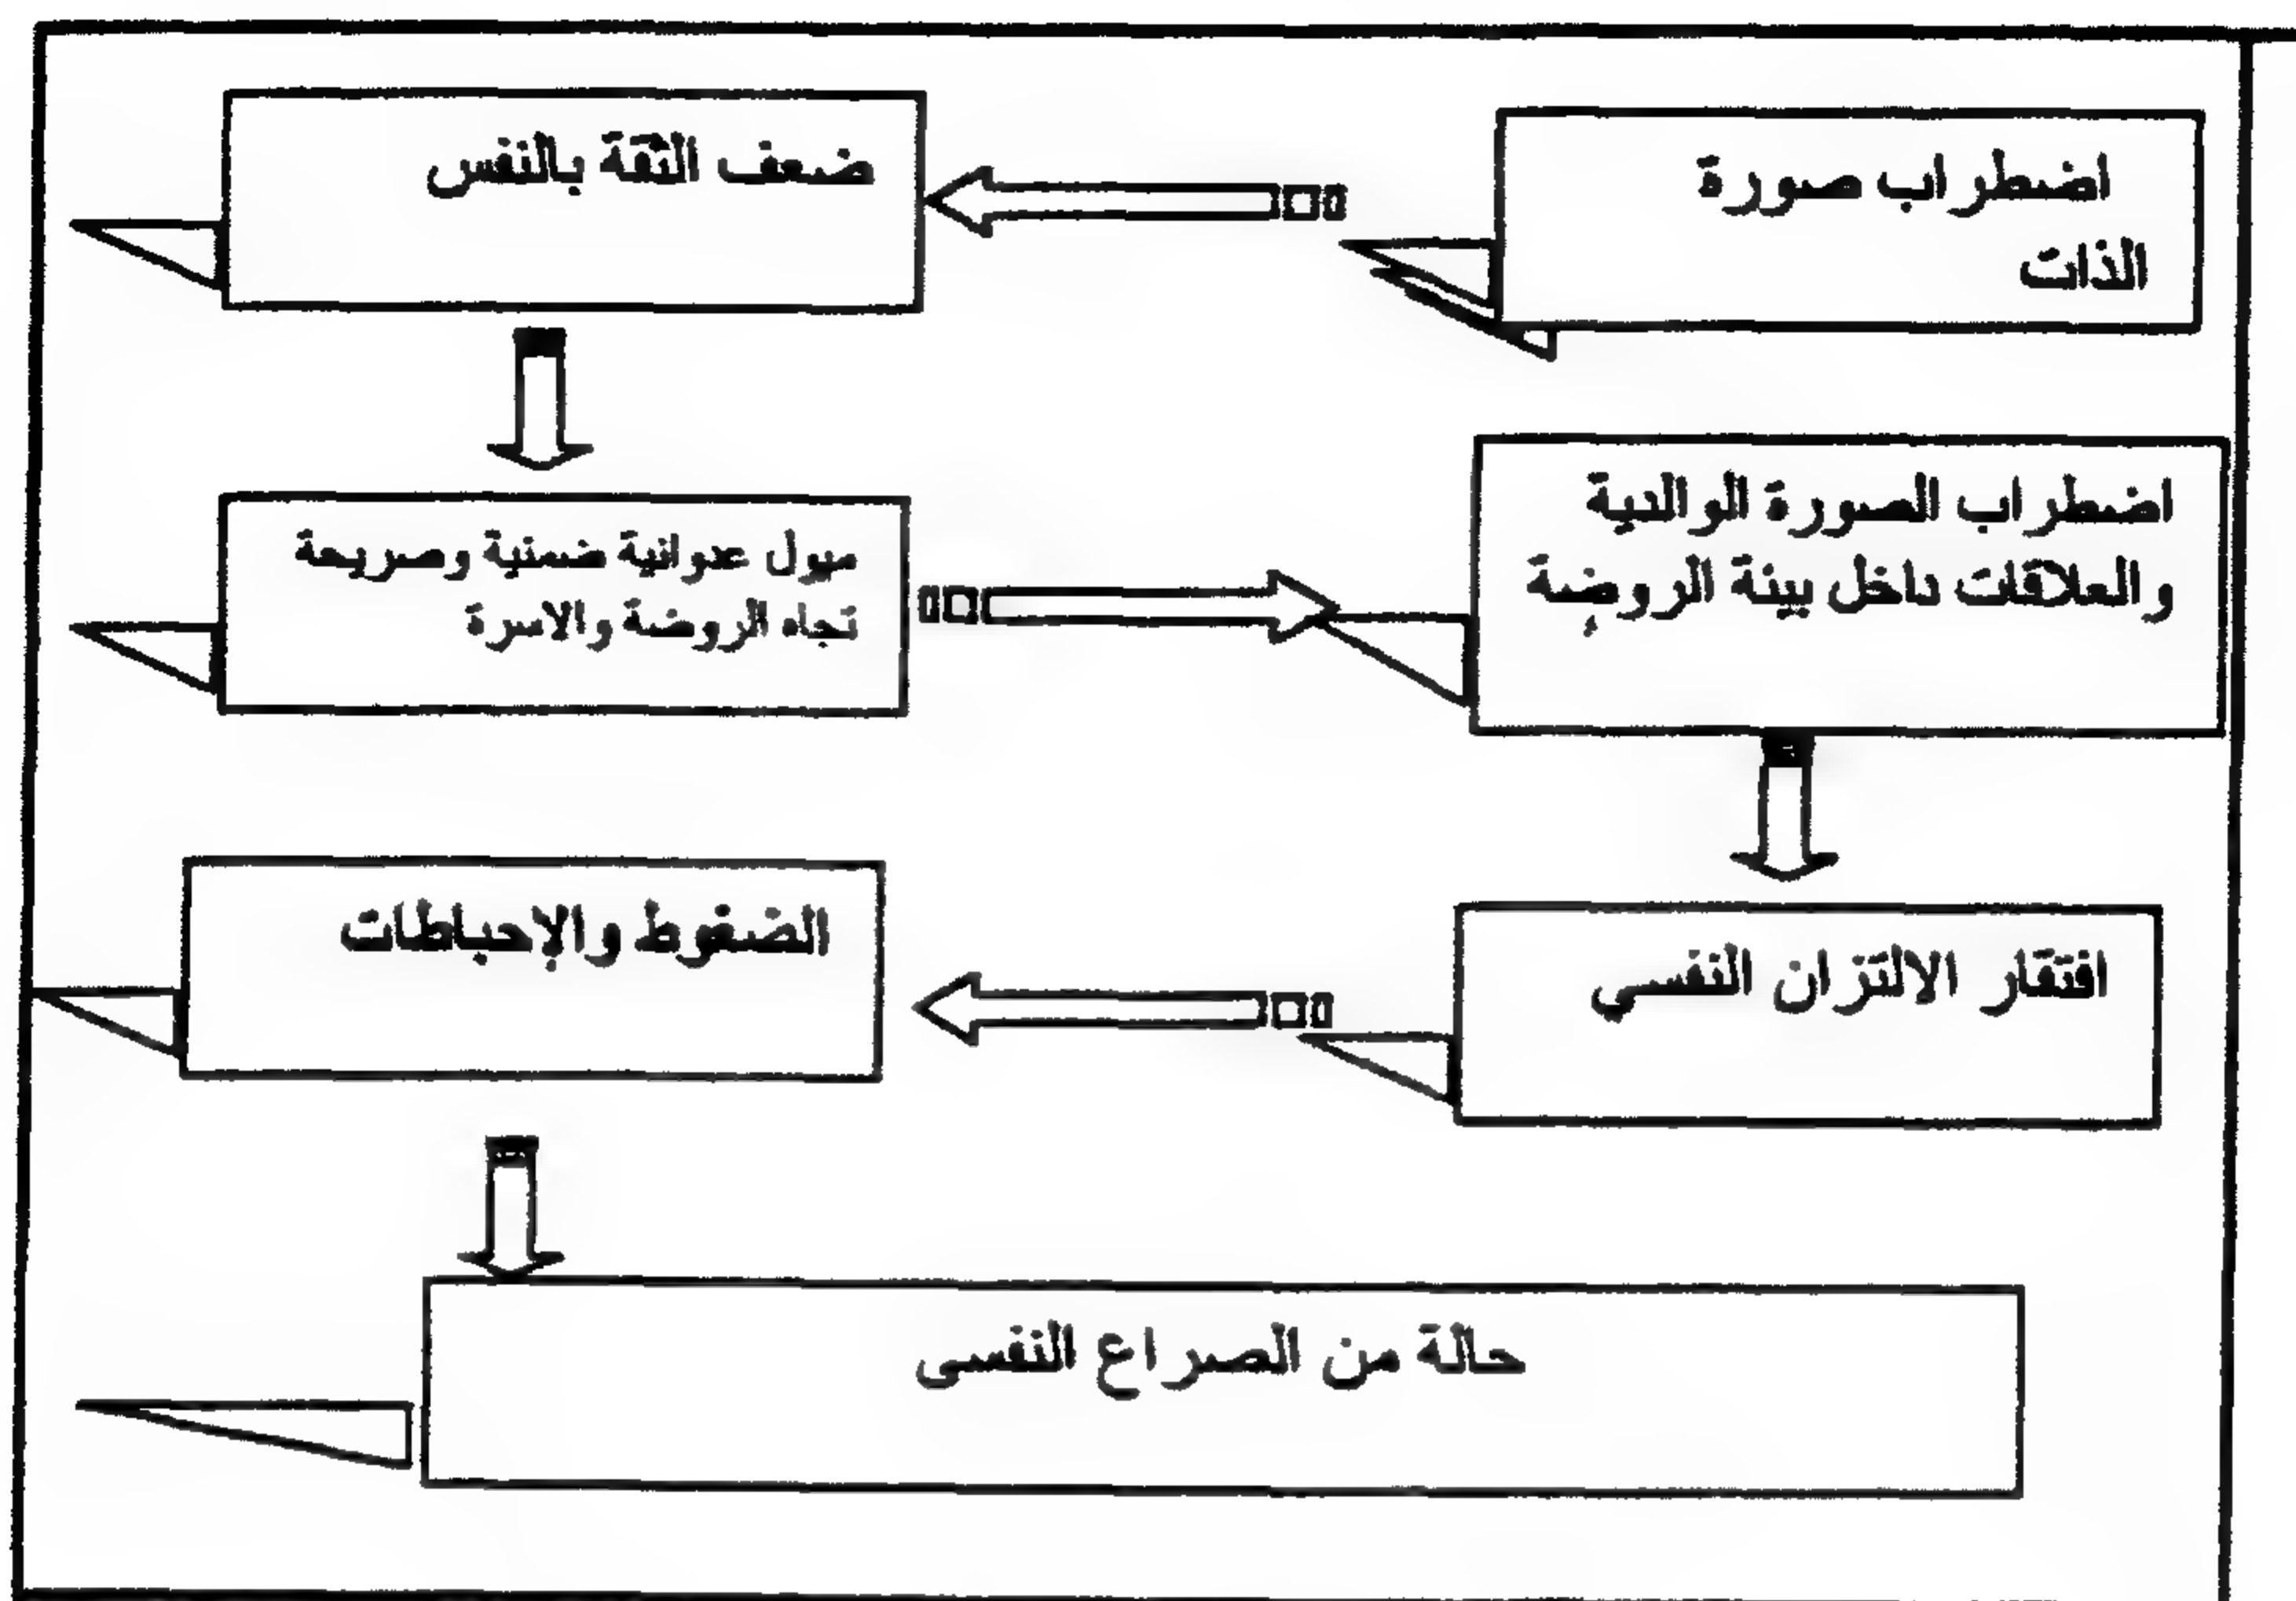 اضطراب صورة
الذات
ضعف الثقة بالنفس
ميول عدوانية ضمنية وصريحة
تجاه الروضة والاسرة
اضطراب الصورة الوالدية
والعلاقات داخل بيئة الروضة
افتقار الالتزان النفسي
الضغوط والإحباطات
حالة من الصراع النفسى